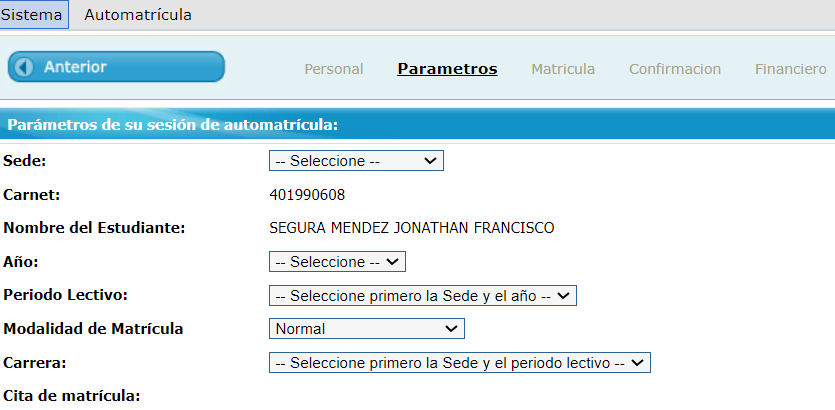 Sistema Automatrícula
Anterior Personal Parametros Matricula Confirmacion Financiero
Parámetros de su sesión de automatrícula:
Sede: -- Seleccione --
Carnet: 401990608
Nombre del Estudiante: SEGURA MENDEZ JONATHAN FRANCISCO
Año: -- Seleccione --
Periodo Lectivo: -- Seleccione primero la Sede y el año --
Modalidad de Matrícula Normal
Carrera: -- Seleccione primero la Sede y el periodo lectivo --
Cita de matrícula: